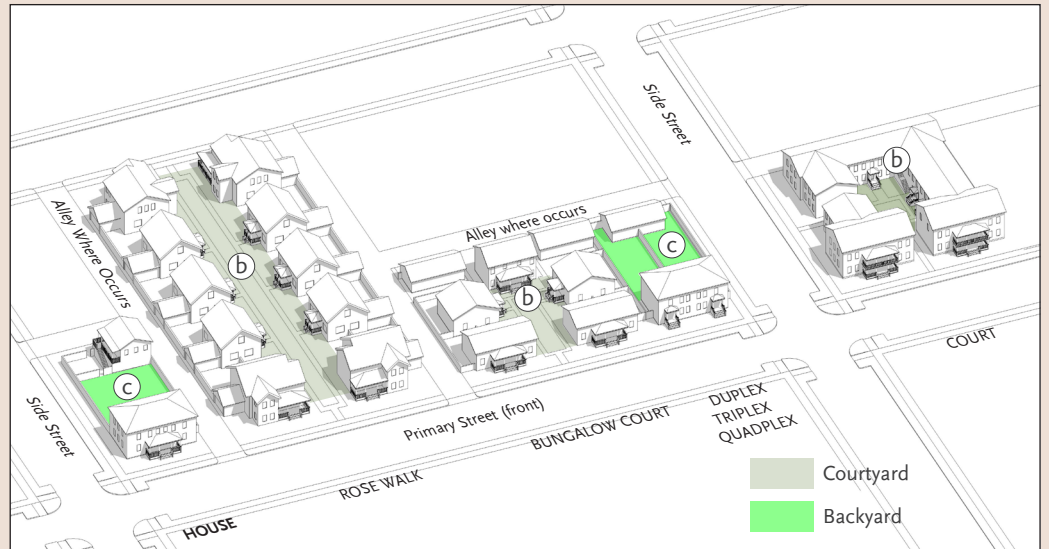 Side Street
b
Alley Where Occurs
Alley where occurs
b
c
b
c
Side Street
Primary Street (front)
COURT
DUPLEX
TRIPLEX
QUADPLEX
BUNGALOW COURT
ROSE WALK
HOUSE
Courtyard
Backyard